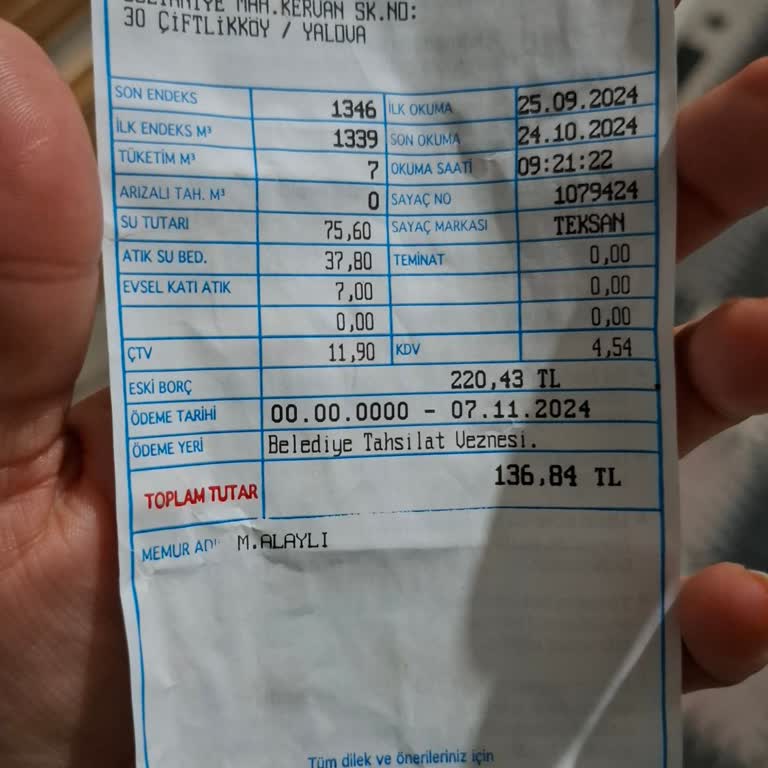 MAH.KERVAN SK.NO:
30 ÇİFTLİKKÖY / YALOVA
SON ENDEKS 1346 İLK OKUMA 25.09.2024
İLK ENDEKS M³ 1339 SON OKUMA 24.10.2024
TÜKETİM M³ 7 OKUMA SAATİ 09:21:22
ARIZALI TAH. M³ 0 SAYAÇ NO 1079424
SU TUTARI 75,60 SAYAÇ MARKASI TEKSAN
ATIK SU BED. 37,80 TEMİNAT 0,00
EVSEL KATI ATIK 7,00 0,00
0,00 0,00
ÇTV 11,90 KDV 4,54
ESKİ BORÇ 220,43 TL
ÖDEME TARİHİ 00.00.0000 - 07.11.2024
ÖDEME YERİ Belediye Tahsilat Veznesi.
TOPLAM TUTAR 136,84 TL
MEMUR ADI M.ALAYLI
Tüm dilek ve önerileriniz için